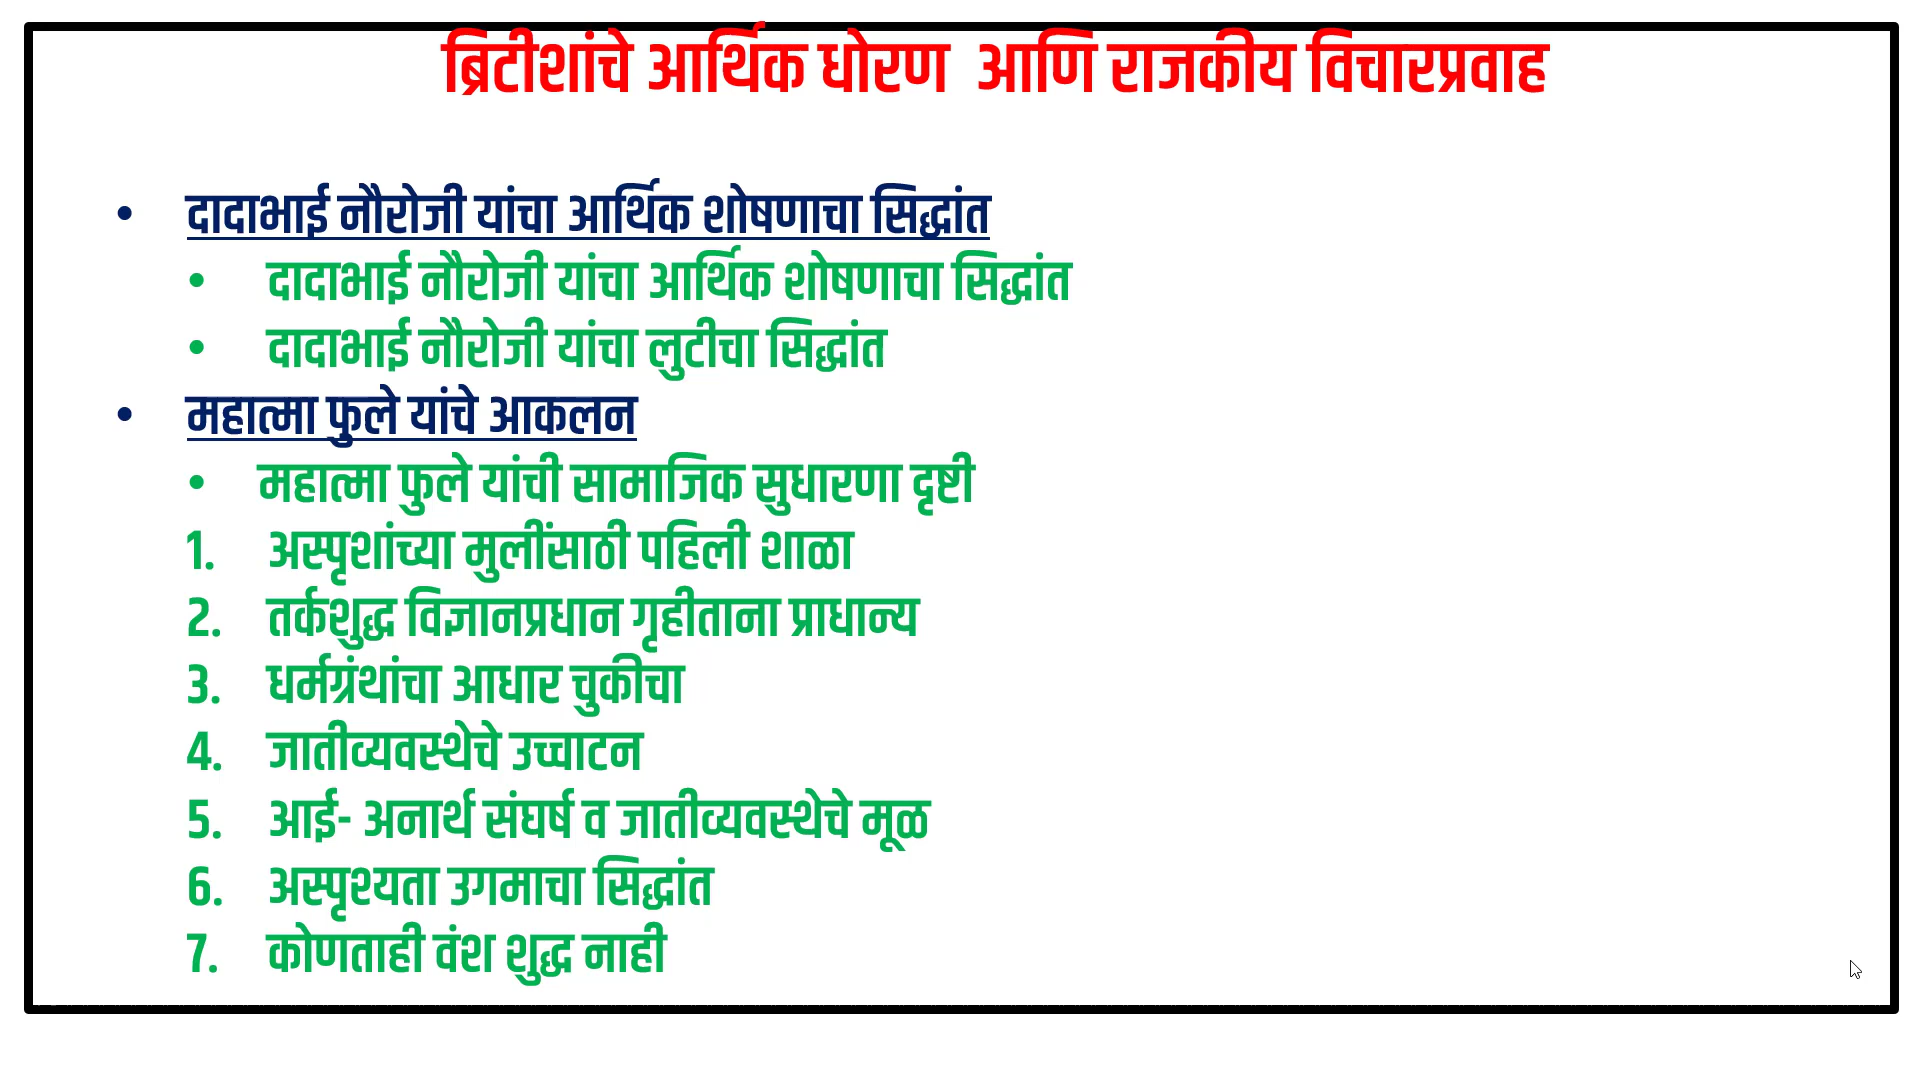 ब्रिटीशांचे आर्थिक धोरण आणि राजकीय विचारप्रवाह
• दादाभाई नौरोजी यांचा आर्थिक शोषणाचा सिद्धांत
• दादाभाई नौरोजी यांचा आर्थिक शोषणाचा सिद्धांत
• दादाभाई नौरोजी यांचा लुटीचा सिद्धांत
• महात्मा फुले यांचे आकलन
• महात्मा फुले यांची सामाजिक सुधारणा दृष्टी
1. अस्पृशांच्या मुलींसाठी पहिली शाळा
2. तर्कशुद्ध विज्ञानप्रधान गृहीताना प्राधान्य
3. धर्मग्रंथांचा आधार चुकीचा
4. जातीव्यवस्थेचे उच्चाटन
5. आई- अनार्थ संघर्ष व जातीव्यवस्थेचे मूळ
6. अस्पृश्यता उगमाचा सिद्धांत
7. कोणताही वंश शुद्ध नाही